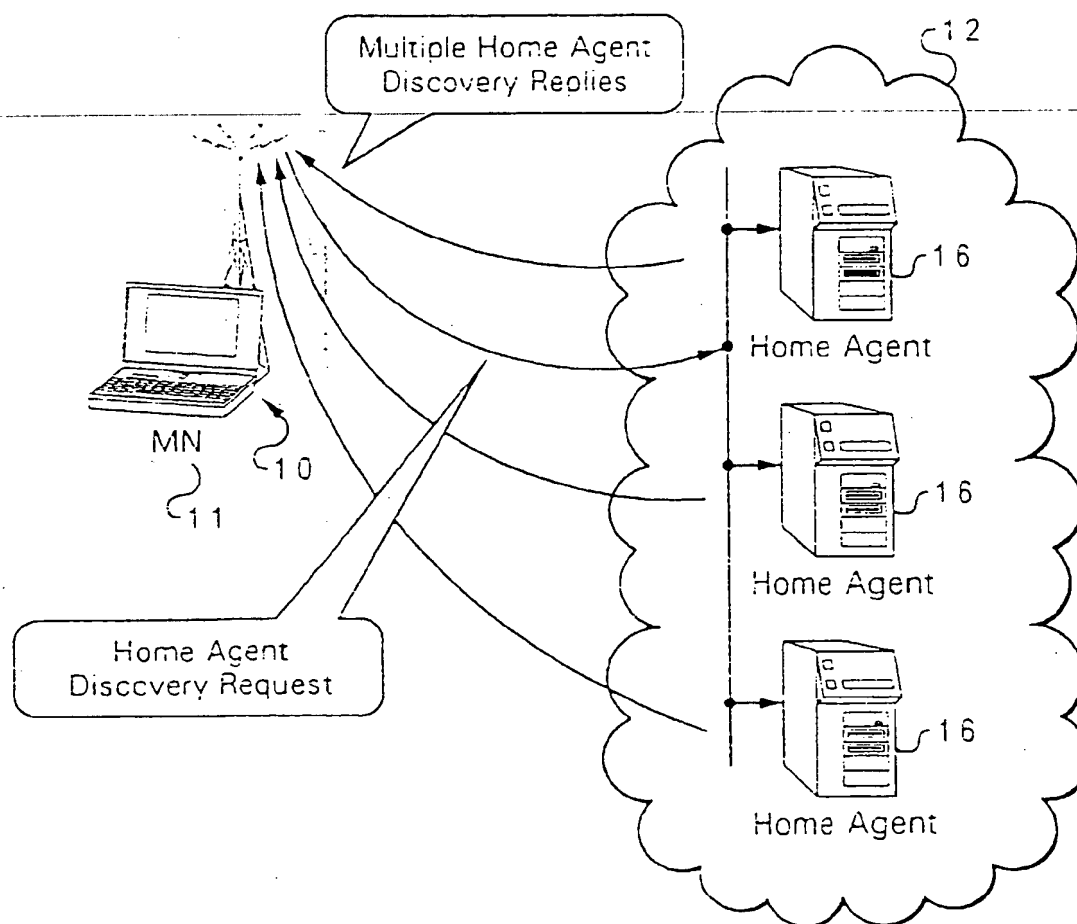 Multiple Home Agent
Discovery Replies
12
16
Home Agent
MN
10
11
16
Home Agent
Home Agent
Discovery Request
16
Home Agent